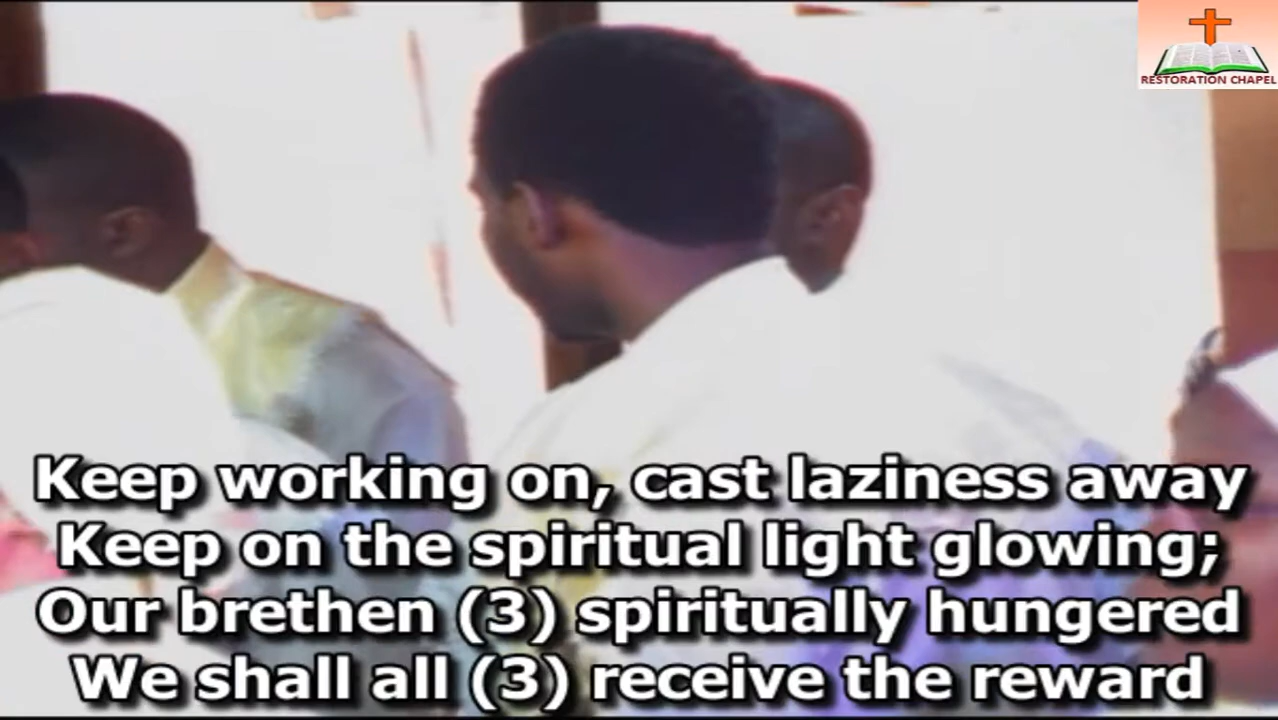 RESTORATION CHAPEL
Keep working on, cast laziness away
Keep on the spiritual light glowing;
Our brethen (3) spiritually hungered
We shall all (3) receive the reward